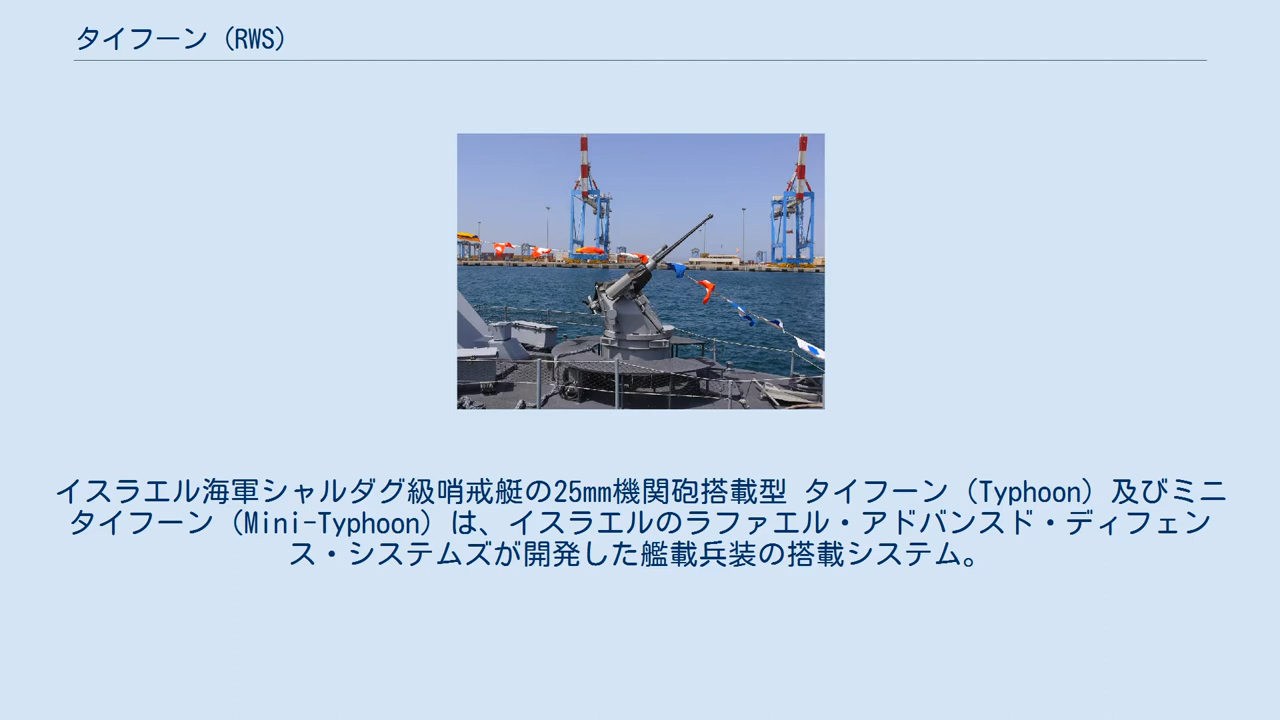 タイフーン（RWS）
イスラエル海軍シャルダグ級哨戒艇の25mm機関砲搭載型 タイフーン（Typhoon）及びミニ
タイフーン（Mini-Typhoon）は、イスラエルのラファエル・アドバンスド・ディフェン
ス・システムズが開発した艦載兵装の搭載システム。